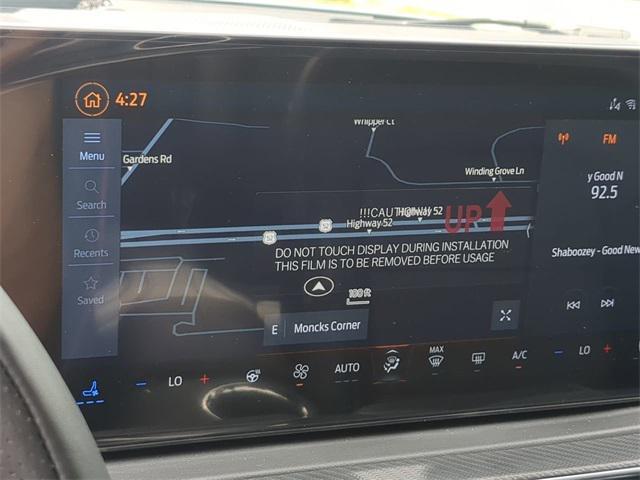 4:27
Menu
Search
Recents
Saved
Whipper Ct
Gardens Rd
Winding Grove Ln
!!!CAUTION!!!
Highway 52
UP
52
Highway 52
52
DO NOT TOUCH DISPLAY DURING INSTALLATION
THIS FILM IS TO BE REMOVED BEFORE USAGE
100 ft
E Moncks Corner
FM
y Good N
92.5
Shaboozey - Good New
LO
AUTO
MAX
A/C
LO